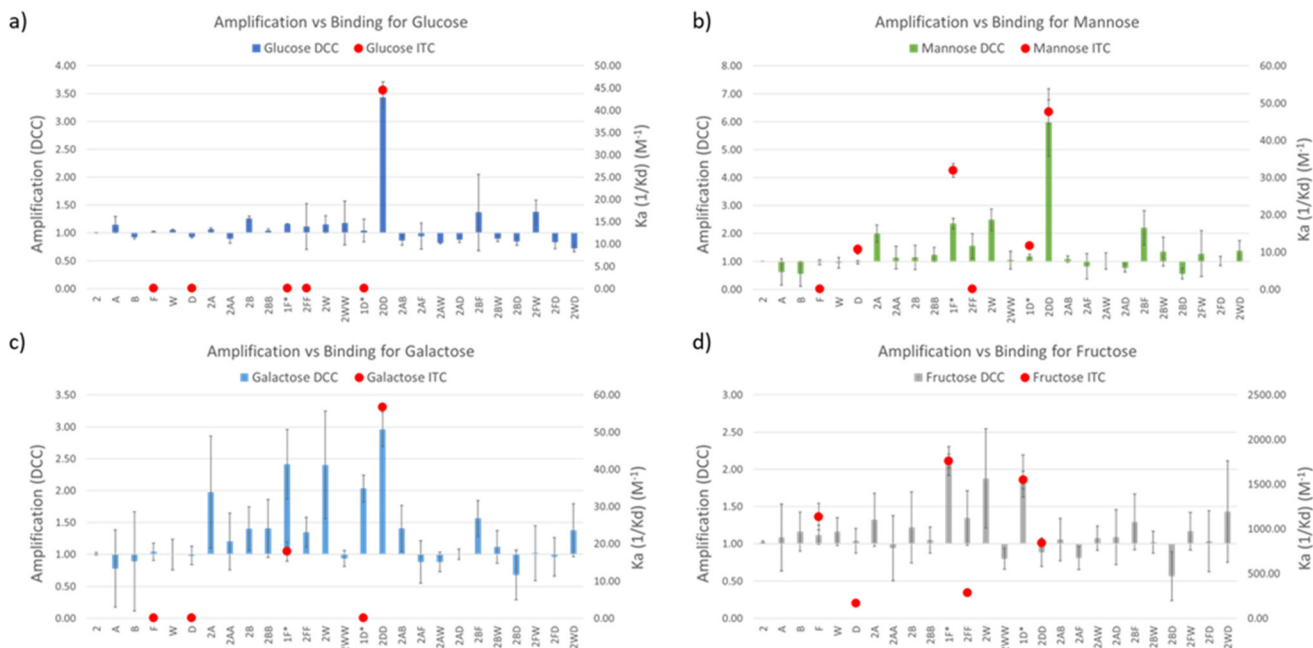 a)
Amplification vs Binding for Glucose
Glucose DCC Glucose ITC
Amplification (DCC)
4.00
3.50
3.00
2.50
2.00
1.50
1.00
0.50
0.00
50.00
45.00
40.00
35.00
30.00
25.00
20.00
15.00
10.00
5.00
0.00
Ka (1/Kd) (M-1)
2 A B F W D 2A 2AA 2B 2BB 1F* 2FF 2W 2WW 1D* 2DD 2AB 2AF 2AW 2AD 2BF 2BW 2BD 2FW 2FD 2WD
b)
Amplification vs Binding for Mannose
Mannose DCC Mannose ITC
Amplification (DCC)
8.00
7.00
6.00
5.00
4.00
3.00
2.00
1.00
0.00
60.00
50.00
40.00
30.00
20.00
10.00
0.00
Ka (1/Kd) (M-1)
2 A B F W D 2A 2AA 2B 2BB 1F* 2FF 2W 2WW 1D* 2DD 2AB 2AF 2AW 2AD 2BF 2BW 2BD 2FW 2FD 2WD
c)
Amplification vs Binding for Galactose
Galactose DCC Galactose ITC
Amplification (DCC)
3.50
3.00
2.50
2.00
1.50
1.00
0.50
0.00
60.00
50.00
40.00
30.00
20.00
10.00
0.00
Ka (1/Kd) (M-1)
2 A B F W D 2A 2AA 2B 2BB 1F* 2FF 2W 2WW 1D* 2DD 2AB 2AF 2AW 2AD 2BF 2BW 2BD 2FW 2FD 2WD
d)
Amplification vs Binding for Fructose
Fructose DCC Fructose ITC
Amplification (DCC)
3.00
2.50
2.00
1.50
1.00
0.50
0.00
2500.00
2000.00
1500.00
1000.00
500.00
0.00
Ka (1/Kd) (M-1)
2 A B F W D 2A 2AA 2B 2BB 1F* 2FF 2W 2WW 1D* 2DD 2AB 2AF 2AW 2AD 2BF 2BW 2BD 2FW 2FD 2WD